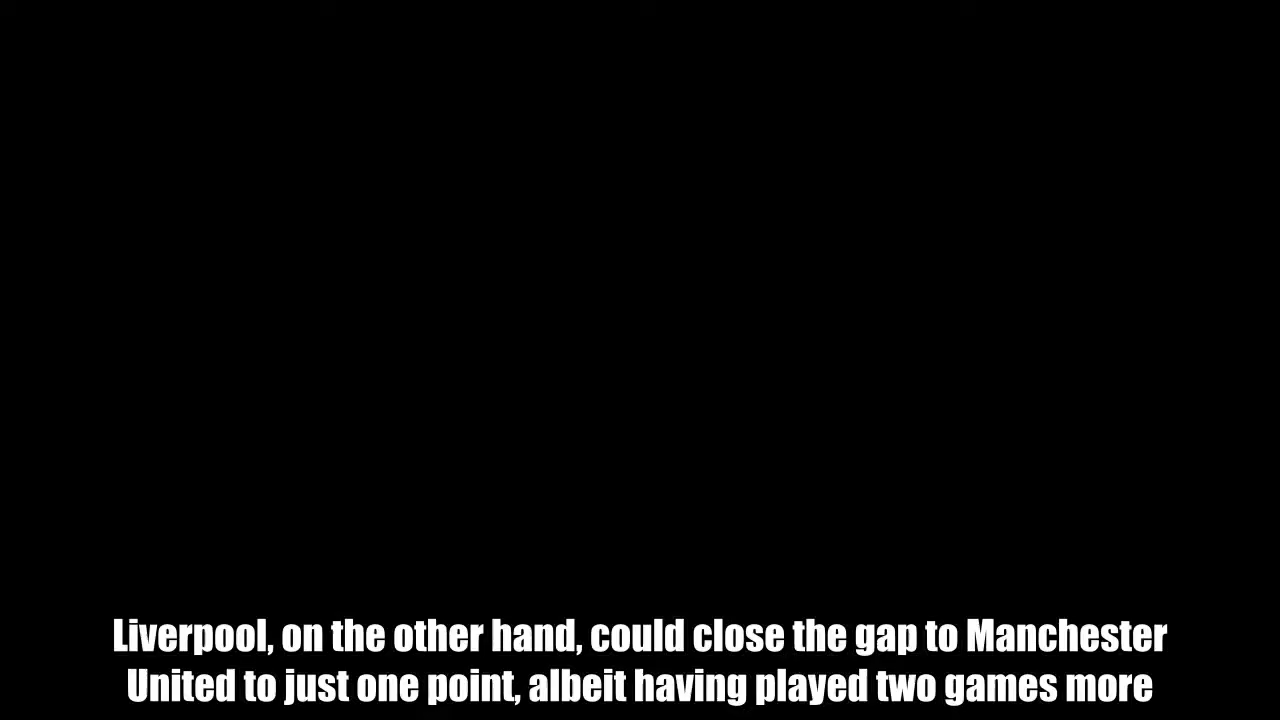 Liverpool, on the other hand, could close the gap to Manchester
United to just one point, albeit having played two games more